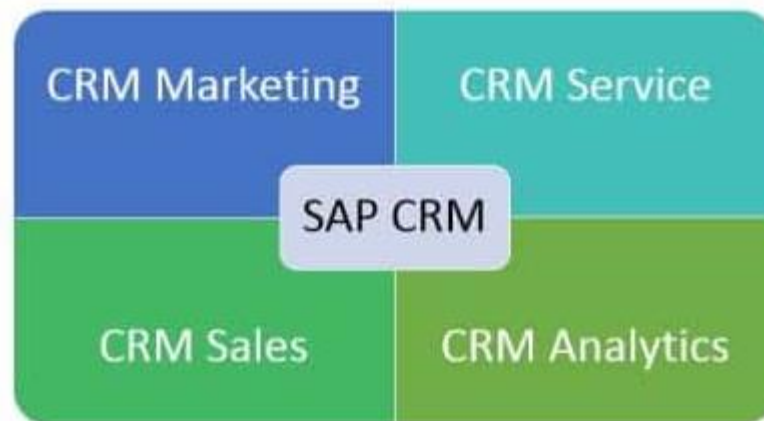 CRM Marketing
CRM Service
SAP CRM
CRM Sales
CRM Analytics